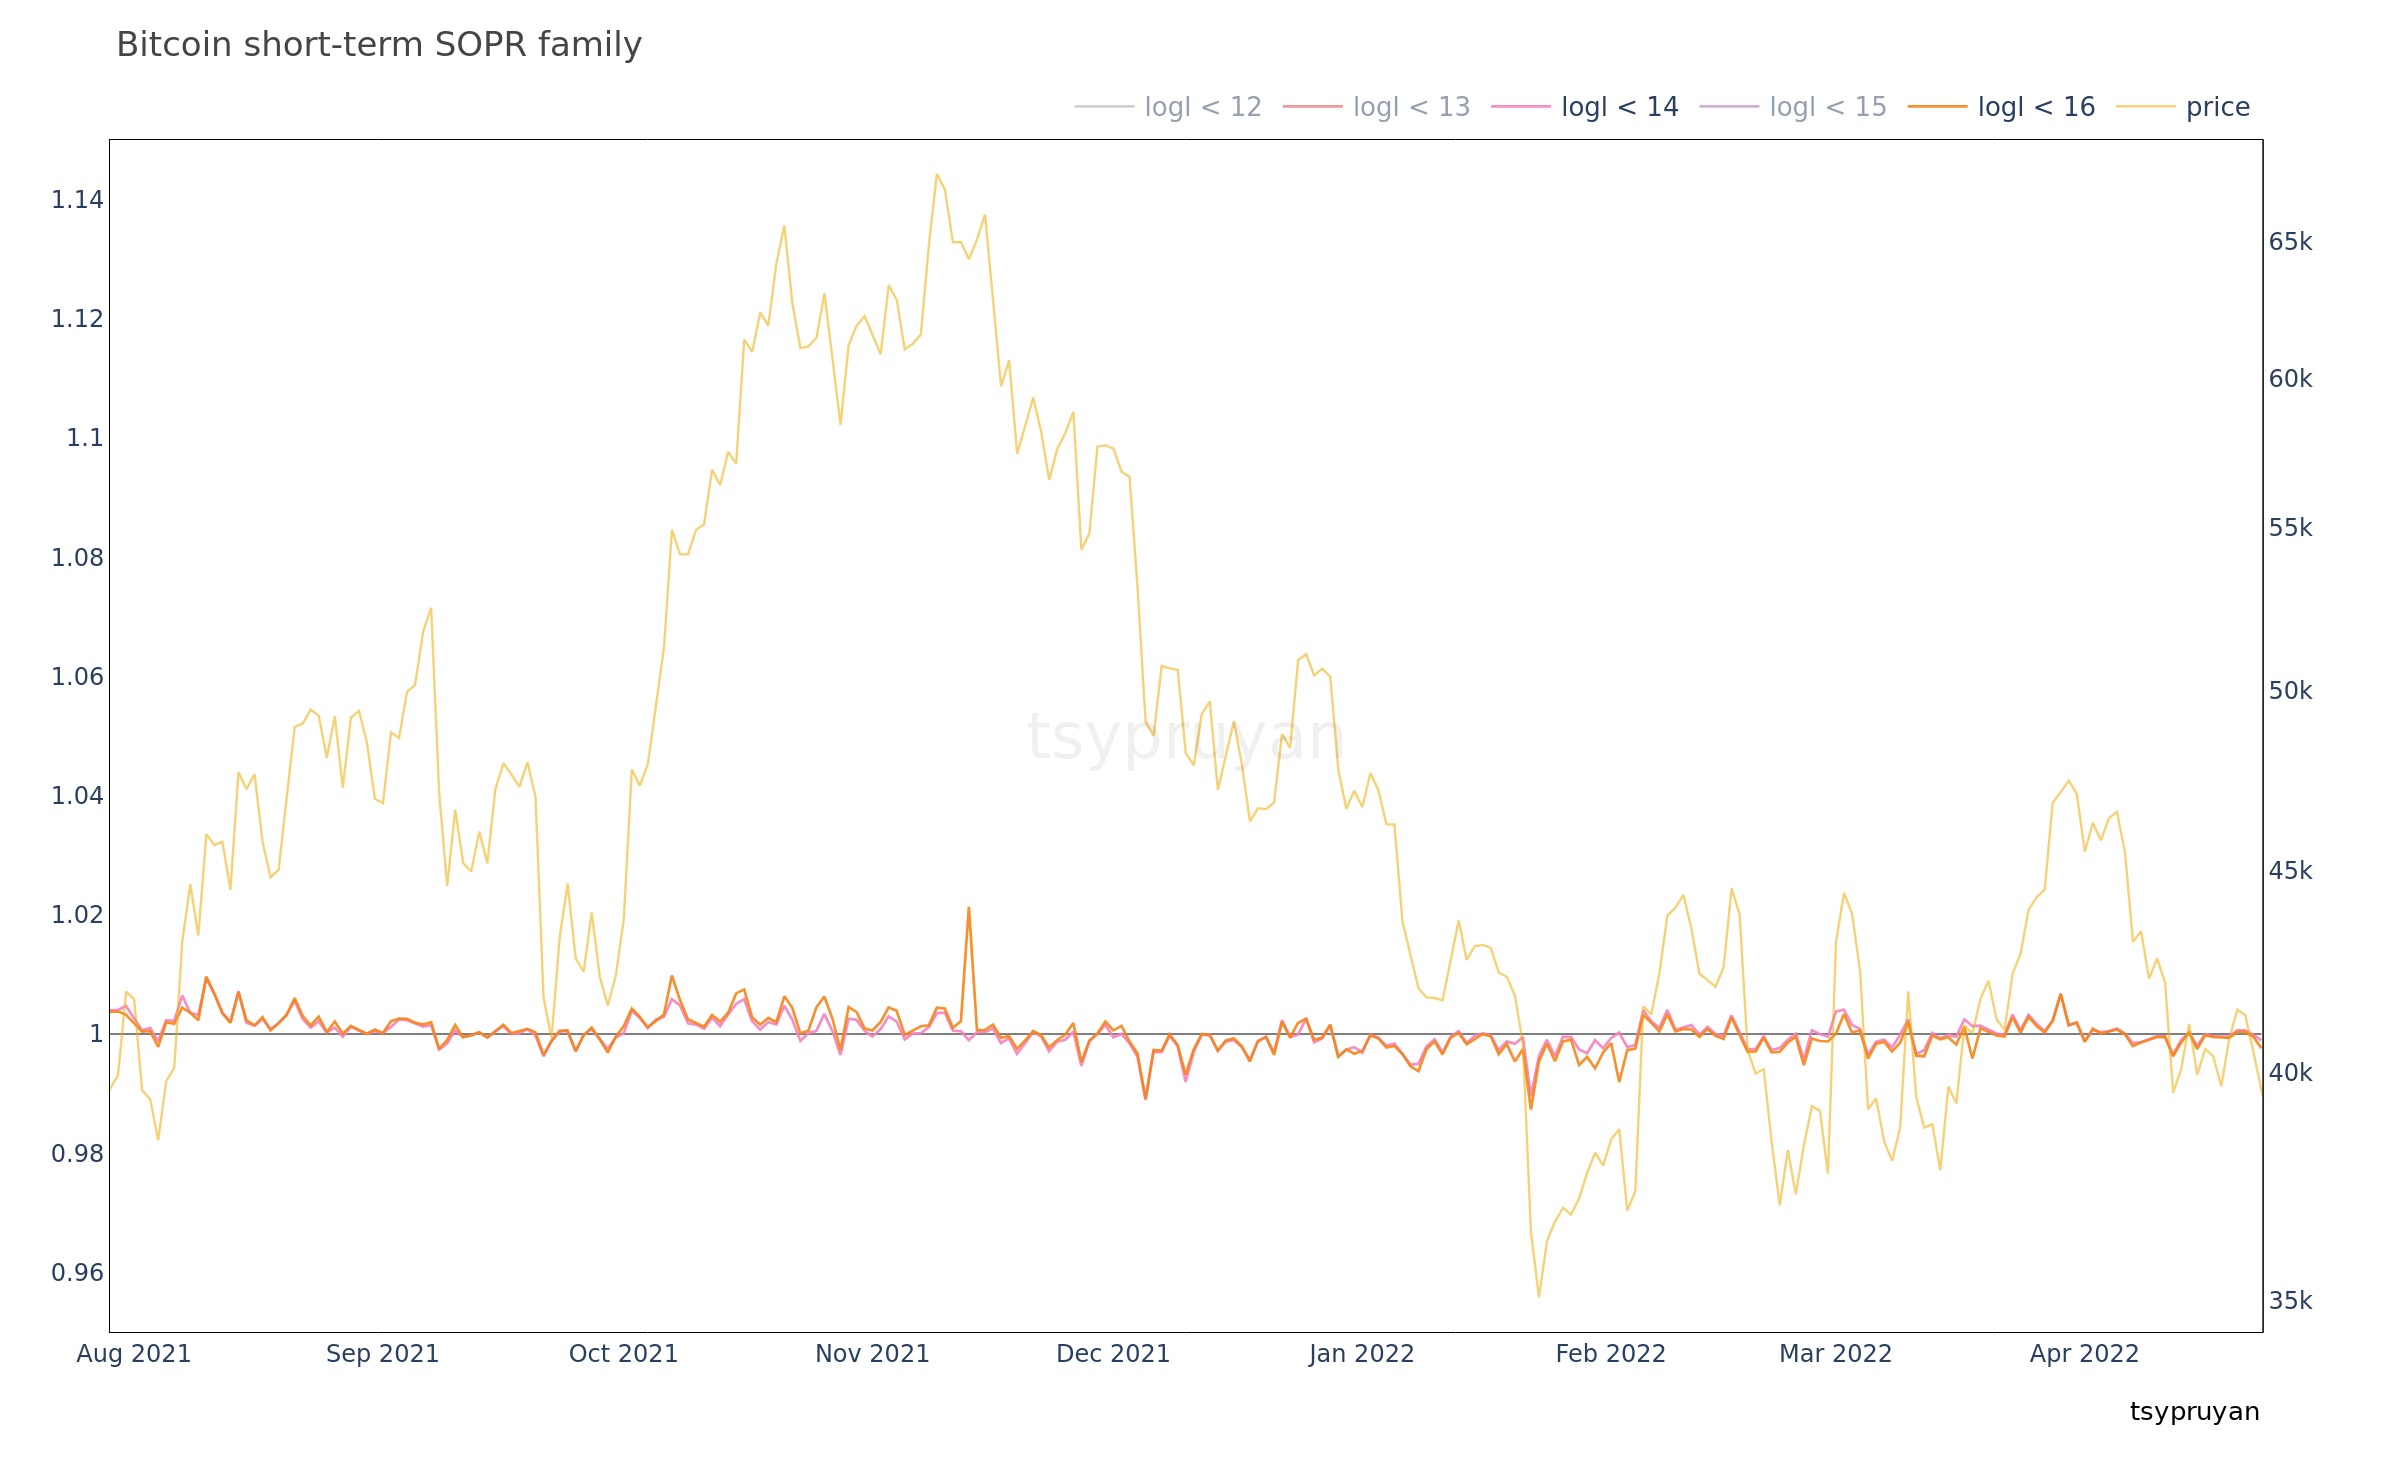 Bitcoin short-term SOPR family
logl < 12 logl < 13 logl < 14 logl < 15 logl < 16 price
1.14
1.12
1.1
1.08
1.06
1.04
1.02
1
0.98
0.96
65k
60k
55k
50k
45k
40k
35k
tsypruyan
Aug 2021 Sep 2021 Oct 2021 Nov 2021 Dec 2021 Jan 2022 Feb 2022 Mar 2022 Apr 2022
tsypruyan